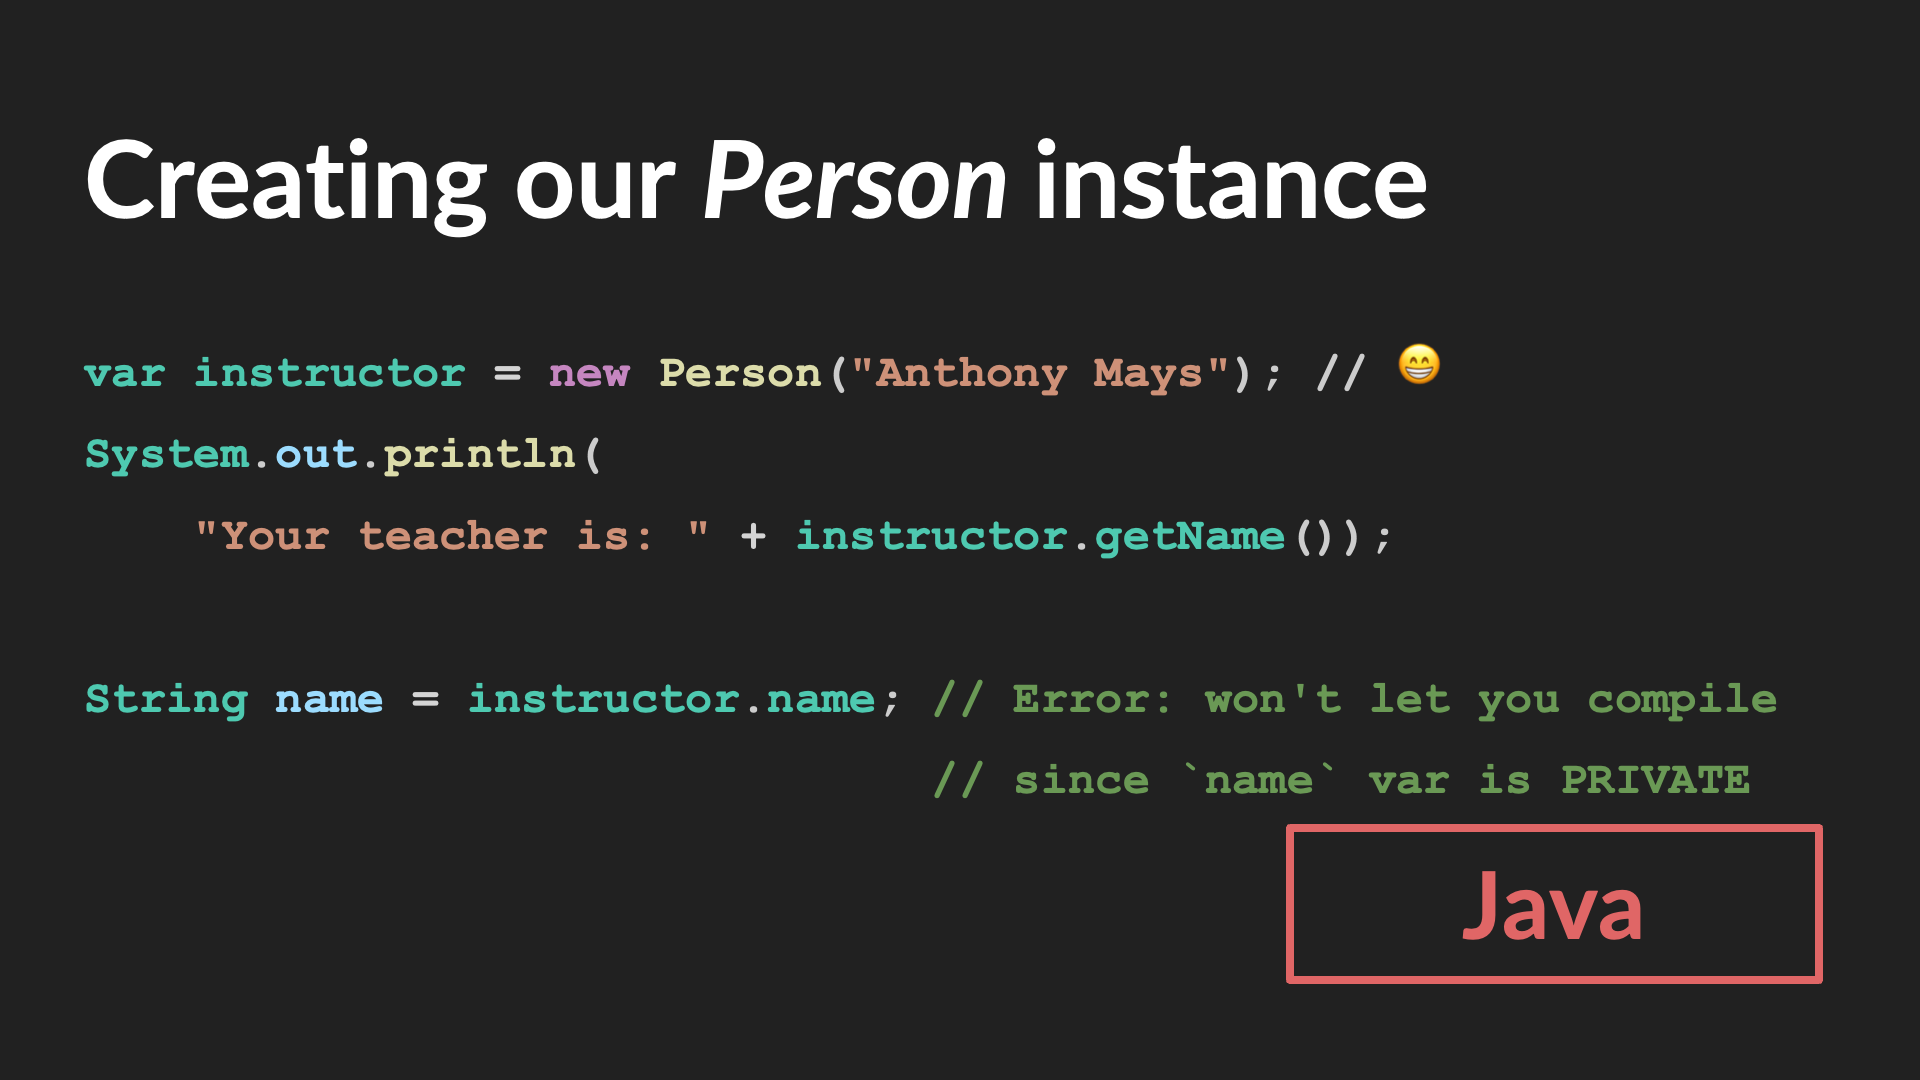 Creating our Person instance
var instructor = new Person("Anthony Mays"); // 😁
System.out.println(
    "Your teacher is: " + instructor.getName());
String name = instructor.name; // Error: won't let you compile
// since `name` var is PRIVATE
Java